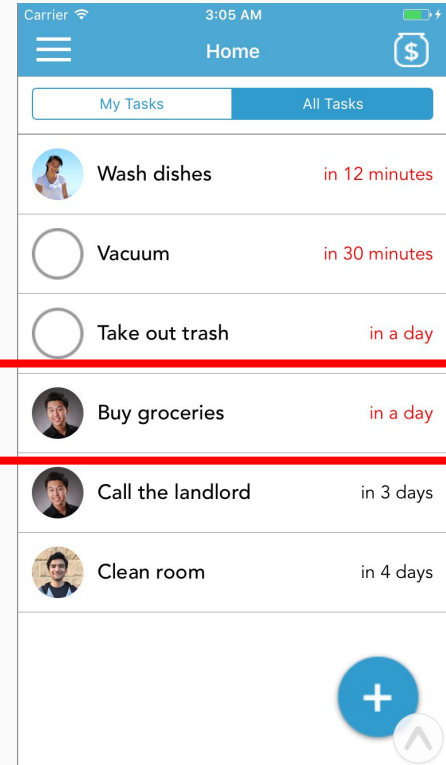 Carrier 3:05 AM
Home $
My Tasks All Tasks
Wash dishes in 12 minutes
Vacuum in 30 minutes
Take out trash in a day
Buy groceries in a day
Call the landlord in 3 days
Clean room in 4 days
+